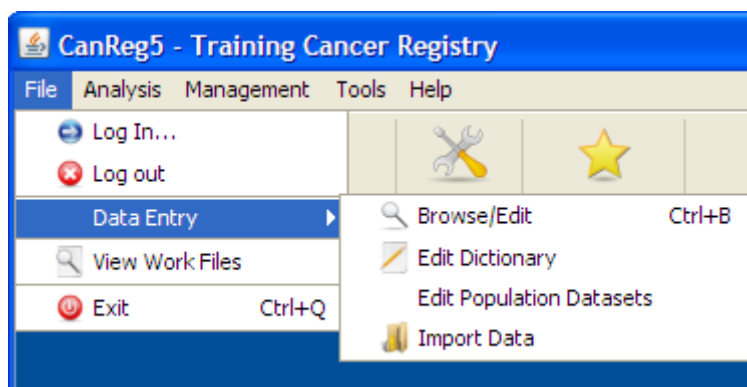 CanReg5 - Training Cancer Registry
File Analysis Management Tools Help
Log In...
Log out
Data Entry
Browse/Edit Ctrl+B
Edit Dictionary
View Work Files
Edit Population Datasets
Exit Ctrl+Q
Import Data